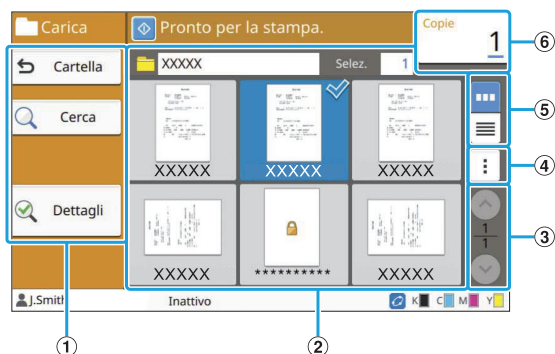 Carica
Pronto per la stampa.
Copie
1
Cartella
XXXXX
Selez.
1
Cerca
XXXXX
XXXXX
XXXXX
Dettagli
1
1
XXXXX
**********
XXXXX
J.Smith
Inattivo
K C M Y
①
②
③
④
⑤
⑥